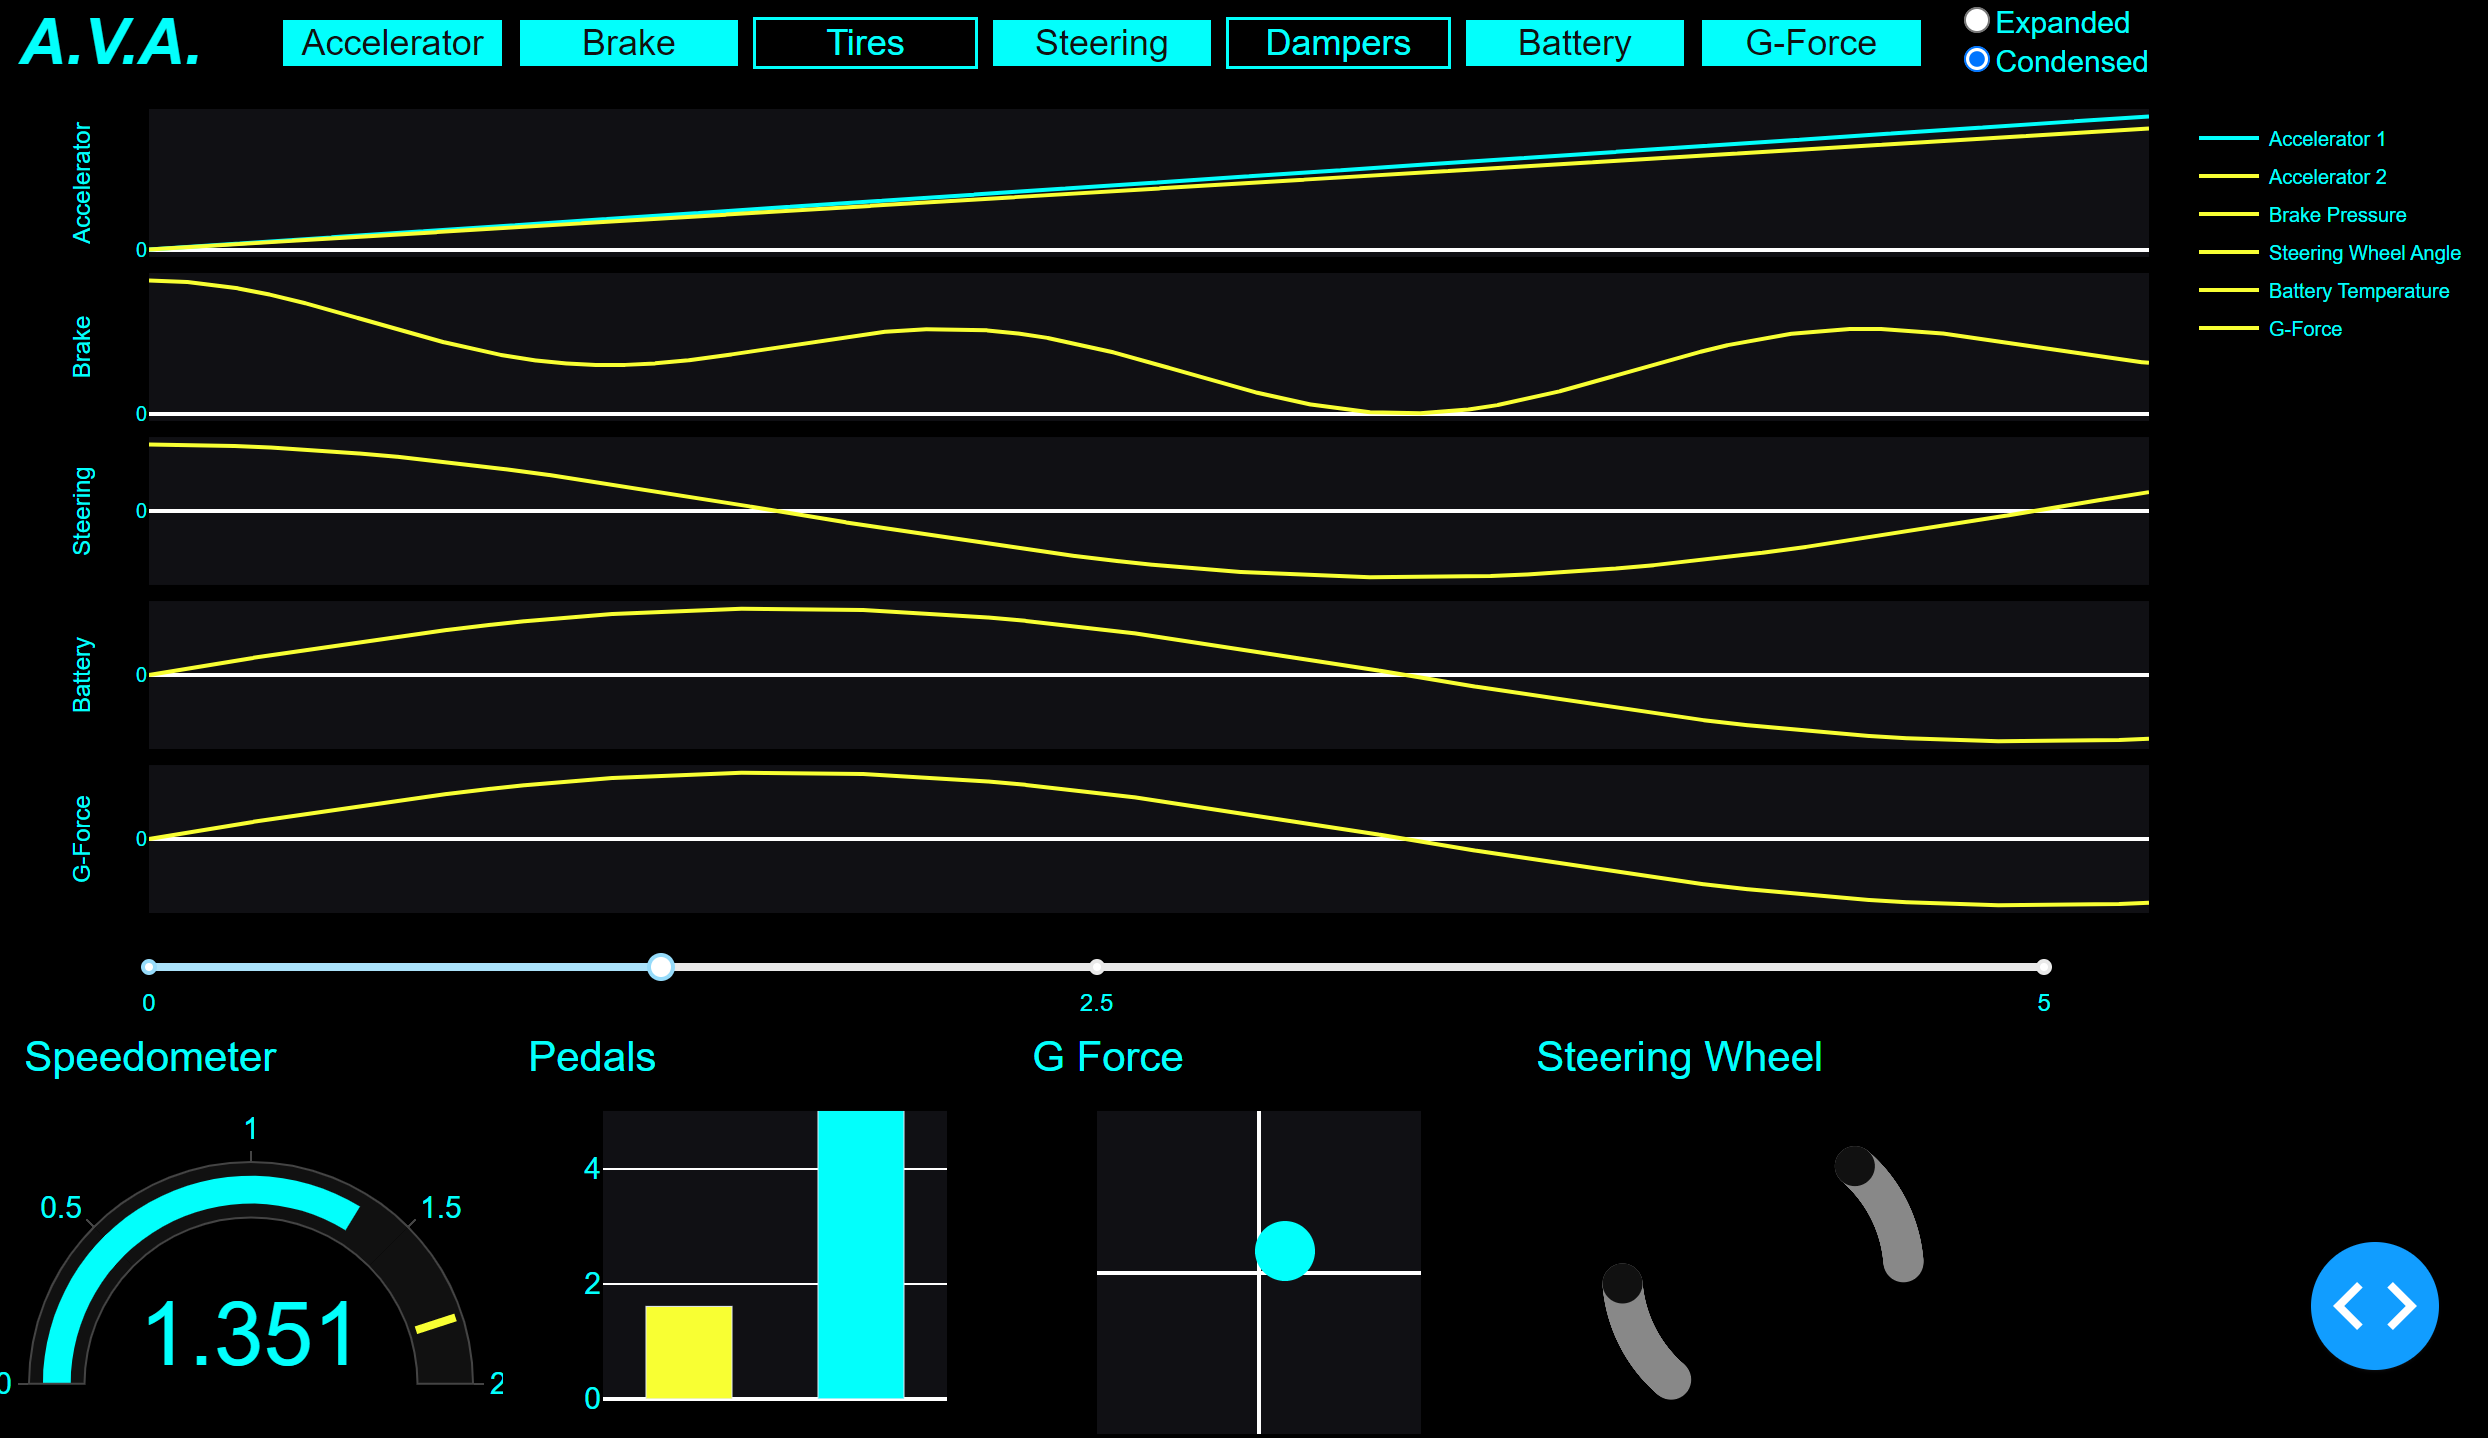 A.V.A.
Accelerator
Brake
Tires
Steering
Dampers
Battery
G-Force
Expanded
Condensed
Accelerator
0
Brake
0
Steering
0
Battery
0
G-Force
0
Accelerator 1
Accelerator 2
Brake Pressure
Steering Wheel Angle
Battery Temperature
G-Force
0
2.5
5
Speedometer
0
0.5
1
1.5
2
1.351
Pedals
4
2
0
G Force
Steering Wheel